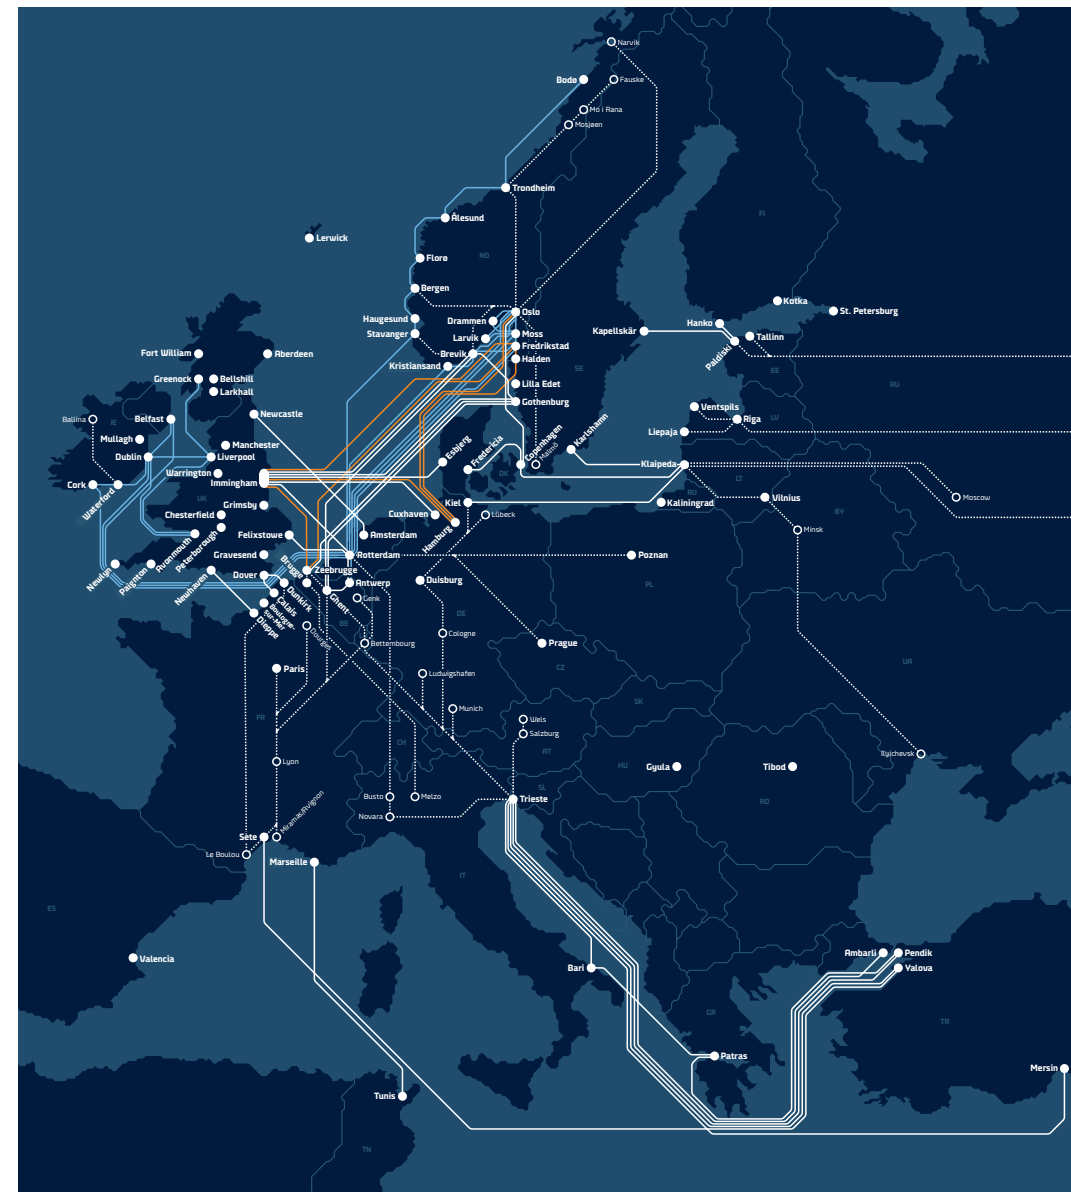 Narvik
Bodø
Fauske
Mo i Rana
Mosjøen
Trondheim
Ålesund
FI
Lerwick
NO
Florø
Bergen
Kotka
St. Petersburg
Oslo
Haugesund
Drammen
Hanko
Stavanger
Moss
Kapellskär
Tallinn
Larvik
Fredrikstad
Paldiski
Fort William
Aberdeen
Brevik
Halden
Kristiansand
SE
EE
Greenock
Bellshill
Lilla Edet
RU
Larkhall
Gothenburg
Ventspils
Newcastle
Ballina
IE
Belfast
Riga
LV
Liepaja
Mullagh
Manchester
Esbjerg
Fredericia
Copenhagen
Malmö
Karlshamn
Dublin
Liverpool
Klaipeda
Warrington
DK
LT
Immingham
Cork
Waterford
RU
UK
Vilnius
Moscow
Grimsby
Kiel
Kaliningrad
BY
Chesterfield
Cuxhaven
Lübeck
Hamburg
Peterborough
Minsk
Felixstowe
Amsterdam
Avonmouth
Gravesend
Rotterdam
Poznan
Newlyn
Paignton
Newhaven
Dover
Brugge
Zeebrugge
Duisburg
PL
Antwerp
Dunkirk
Calais
Ghent
Genk
Boulogne-
sur-Mer
Dieppe
DE
BE
Dourges
Cologne
Bettembourg
Prague
UA
CZ
Paris
Ludwigshafen
SK
Munich
FR
Wels
Salzburg
CH
AT
Ilyichevsk
Lyon
HU
Gyula
Tibod
SL
Busto
Melzo
Trieste
RO
Novara
Miramas/Avignon
Sète
Le Boulou
Marseille
IT
ES
Valencia
Ambarli
Pendik
Bari
Yalova
GR
TR
Patras
Mersin
Tunis
TN